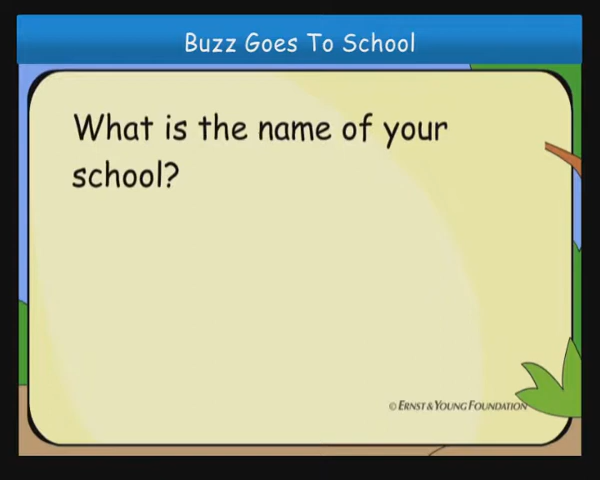 Buzz Goes To School
What is the name of your
school?
© ERNST & YOUNG FOUNDATION